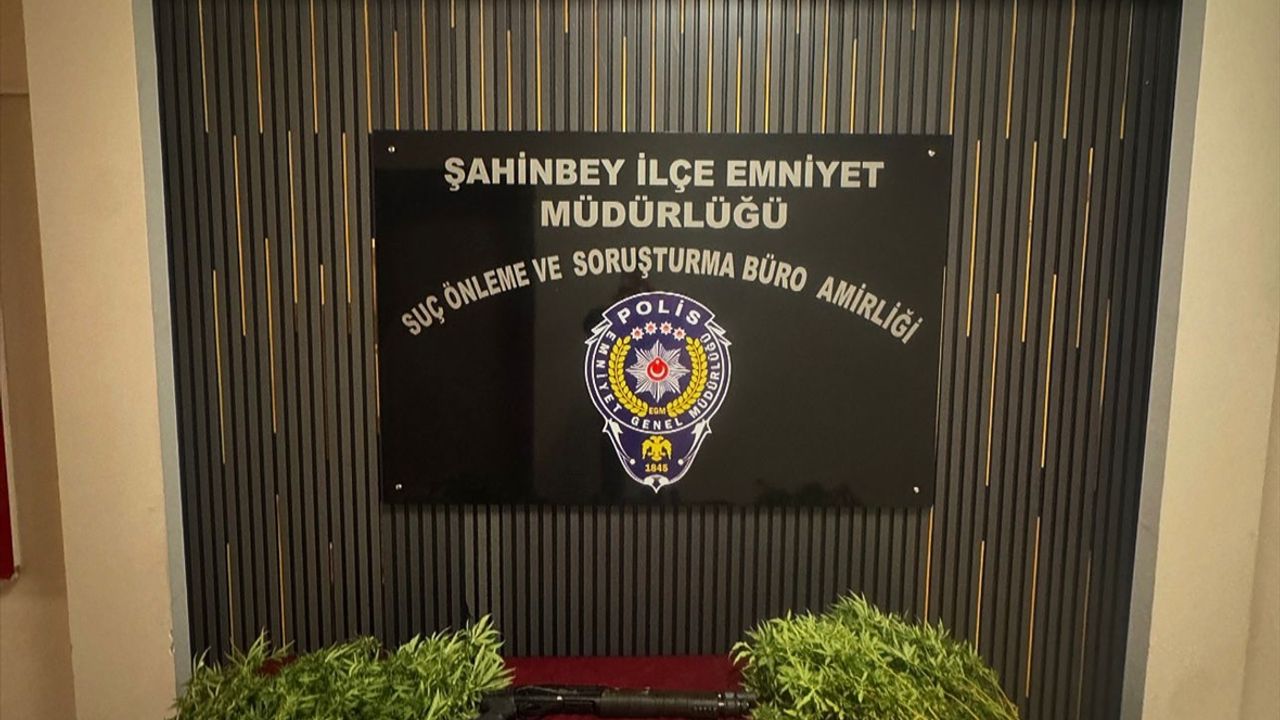 ŞAHİNBEY İLÇE EMNİYET
MÜDÜRLÜĞÜ
SUÇ ÖNLEME VE SORUŞTURMA BÜRO AMİRLİĞİ
POLİS
EMNİYET GENEL MÜDÜRLÜĞÜ
EGM
1845